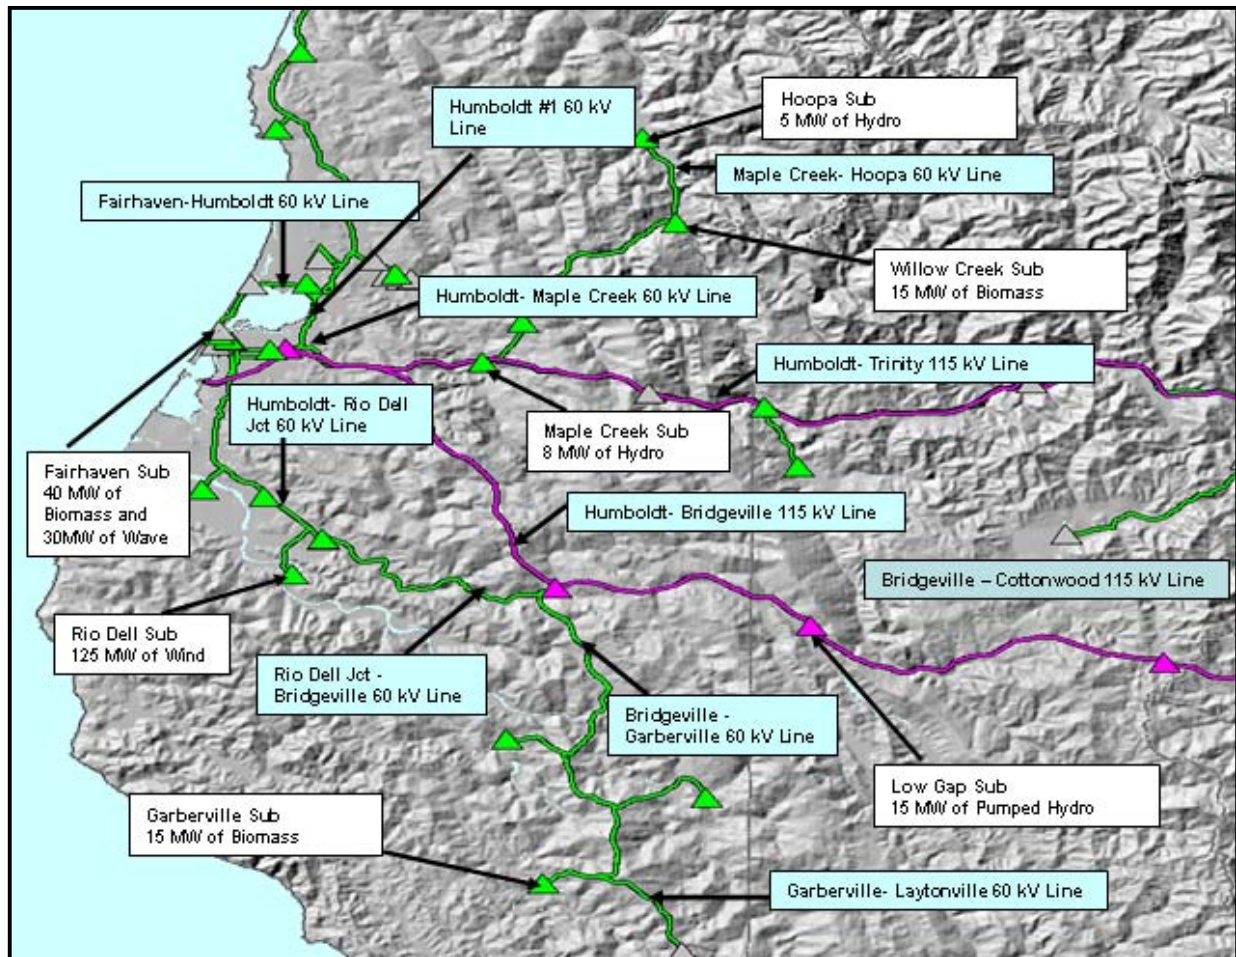 Humboldt #1 60 kV
Line
Hoopa Sub
5 MW of Hydro
Maple Creek- Hoopa 60 kV Line
Fairhaven-Humboldt 60 kV Line
Willow Creek Sub
15 MW of Biomass
Humboldt- Maple Creek 60 kV Line
Humboldt- Trinity 115 kV Line
Humboldt- Rio Dell
Jct 60 kV Line
Maple Creek Sub
8 MW of Hydro
Fairhaven Sub
40 MW of
Biomass and
30MW of Wave
Humboldt- Bridgeville 115 kV Line
Bridgeville – Cottonwood 115 kV Line
Rio Dell Sub
125 MW of Wind
Rio Dell Jct -
Bridgeville 60 kV Line
Bridgeville -
Garberville 60 kV Line
Low Gap Sub
15 MW of Pumped Hydro
Garberville Sub
15 MW of Biomass
Garberville- Laytonville 60 kV Line